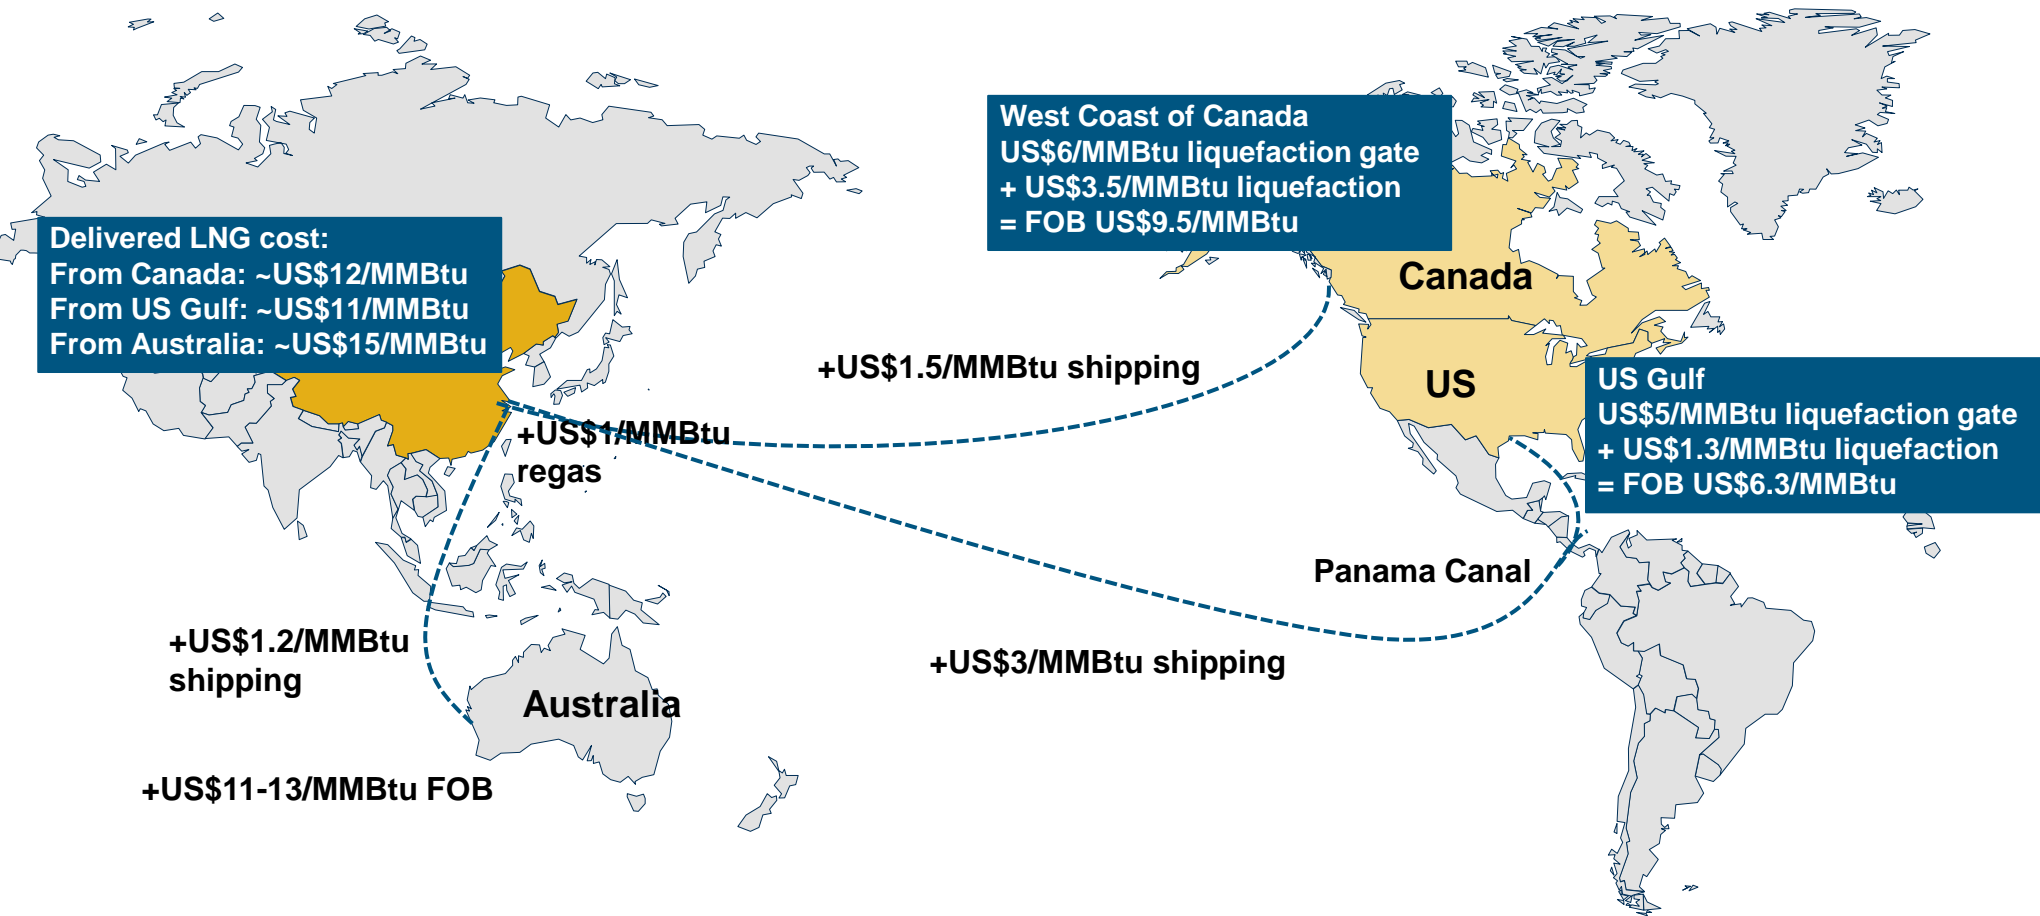 West Coast of Canada
US$6/MMBtu liquefaction gate
+ US$3.5/MMBtu liquefaction
= FOB US$9.5/MMBtu
Delivered LNG cost:
From Canada: ~US$12/MMBtu
From US Gulf: ~US$11/MMBtu
From Australia: ~US$15/MMBtu
Canada
+US$1.5/MMBtu shipping
US
US Gulf
US$5/MMBtu liquefaction gate
+ US$1.3/MMBtu liquefaction
= FOB US$6.3/MMBtu
+US$1/MMBtu
regas
Panama Canal
+US$1.2/MMBtu
shipping
+US$3/MMBtu shipping
Australia
+US$11-13/MMBtu FOB